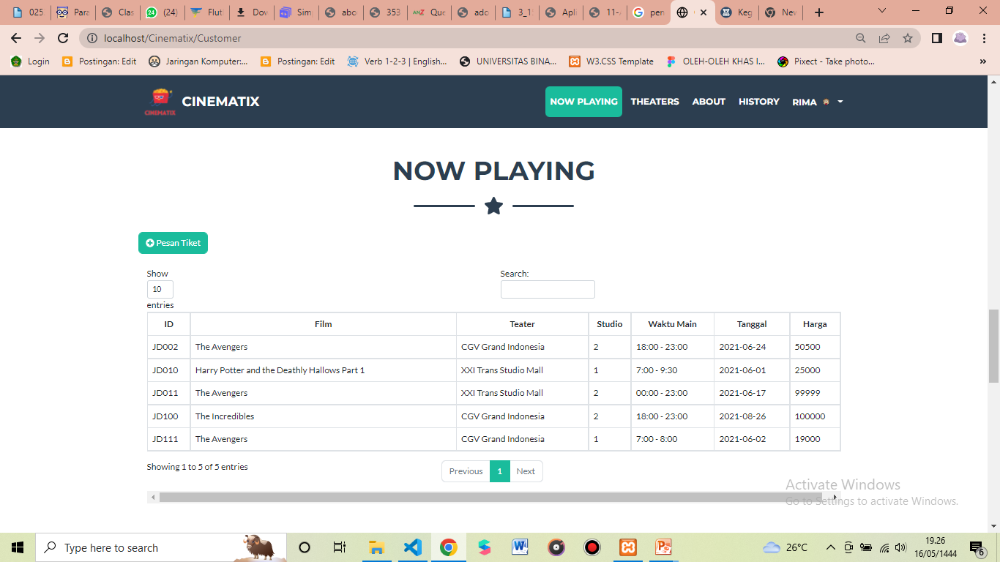 025
Para
Clas
(24)
24
Flut
Dow
Sim
abo
353
ANZ
Que
ado
3_1
Apli
11-
pen
Keg
Nev
localhost/Cinematix/Customer
Login
Postingan: Edit
Jaringan Komputer:...
Postingan: Edit
Verb 1-2-3 | English...
UNIVERSITAS BINA...
W3.CSS Template
OLEH-OLEH KHAS I...
Pixect - Take photo...
»
CINEMATIX
CINEMATIX
NOW PLAYING
THEATERS
ABOUT
HISTORY
RIMA
NOW PLAYING
Pesan Tiket
Show
10
entries
Search:
ID Film Teater Studio Waktu Main Tanggal Harga
JD002 The Avengers CGV Grand Indonesia 2 18:00 - 23:00 2021-06-24 50500
JD010 Harry Potter and the Deathly Hallows Part 1 XXI Trans Studio Mall 1 7:00 - 9:30 2021-06-01 25000
JD011 The Avengers XXI Trans Studio Mall 2 00:00 - 23:00 2021-06-17 99999
JD100 The Incredibles CGV Grand Indonesia 2 18:00 - 23:00 2021-08-26 100000
JD111 The Avengers CGV Grand Indonesia 1 7:00 - 8:00 2021-06-02 19000
Showing 1 to 5 of 5 entries
Previous 1 Next
Activate Windows
Go to Settings to activate Windows.
Type here to search
26°C
19.26
16/05/1444
6